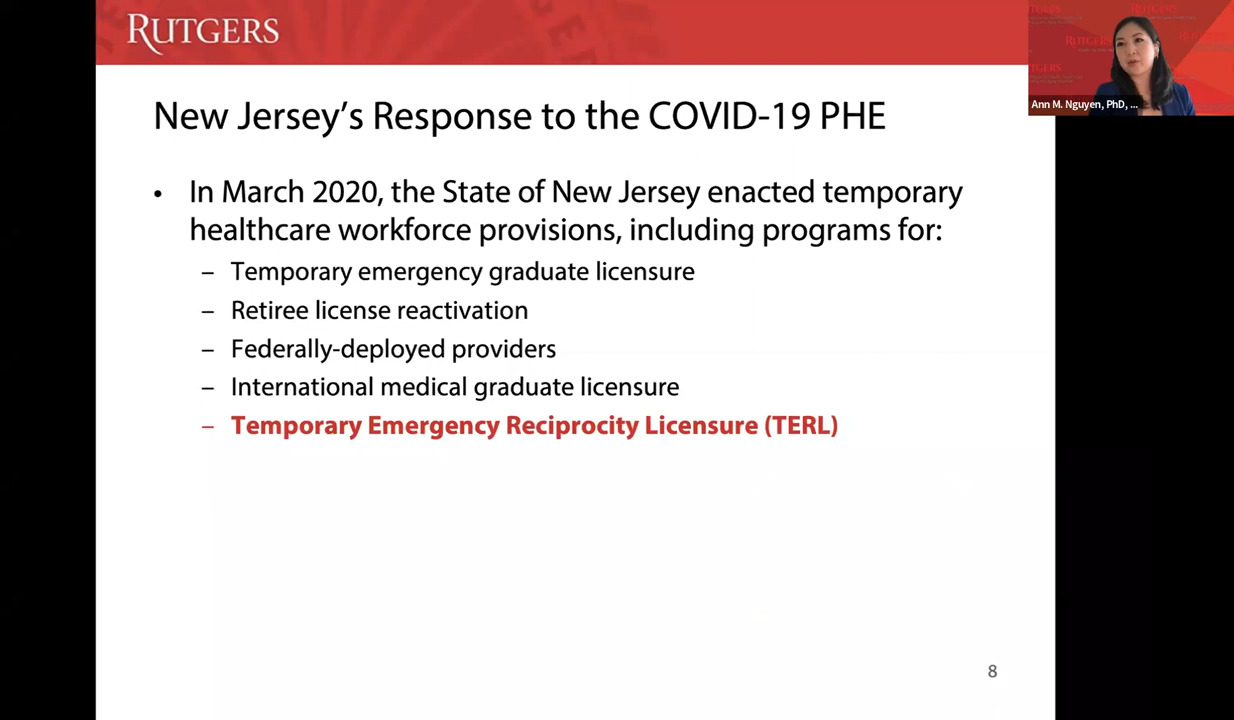 RUTGERS
Ann M. Nguyen, PhD, ...
New Jersey's Response to the COVID-19 PHE
• In March 2020, the State of New Jersey enacted temporary
healthcare workforce provisions, including programs for:
– Temporary emergency graduate licensure
– Retiree license reactivation
– Federally-deployed providers
– International medical graduate licensure
– Temporary Emergency Reciprocity Licensure (TERL)
8